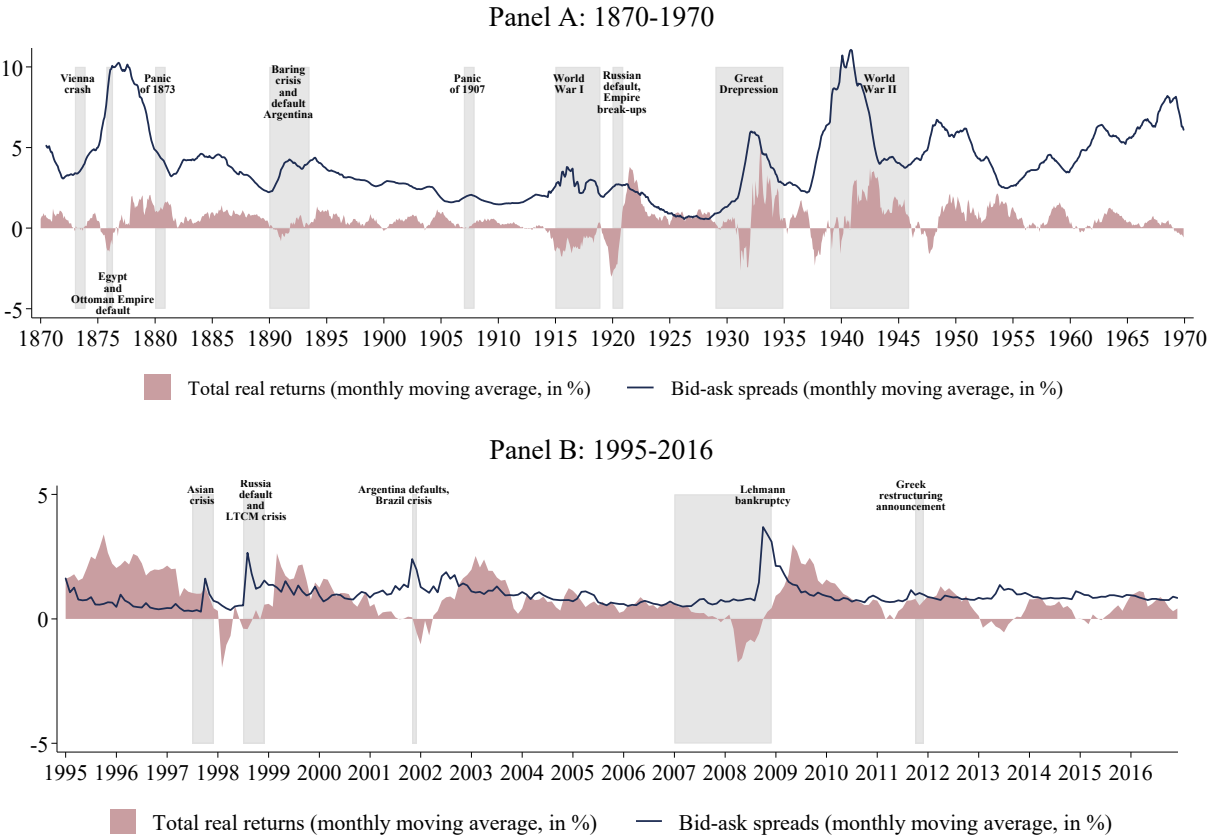 Panel A: 1870-1970
10
5
0
-5
Vienna
crash
Egypt
and
Ottoman Empire
default
Panic
of 1873
Baring
crisis
and
default
Argentina
Panic
of 1907
World
War I
Russian
default,
Empire
break-ups
Great
Drepression
World
War II
1870 1875 1880 1885 1890 1895 1900 1905 1910 1915 1920 1925 1930 1935 1940 1945 1950 1955 1960 1965 1970
Total real returns (monthly moving average, in %) Bid-ask spreads (monthly moving average, in %)
Panel B: 1995-2016
5
0
-5
Asian
crisis
Russia
default
and
LTCM crisis
Argentina defaults,
Brazil crisis
Lehmann
bankruptcy
Greek
restructuring
announcement
1995 1996 1997 1998 1999 2000 2001 2002 2003 2004 2005 2006 2007 2008 2009 2010 2011 2012 2013 2014 2015 2016
Total real returns (monthly moving average, in %) Bid-ask spreads (monthly moving average, in %)